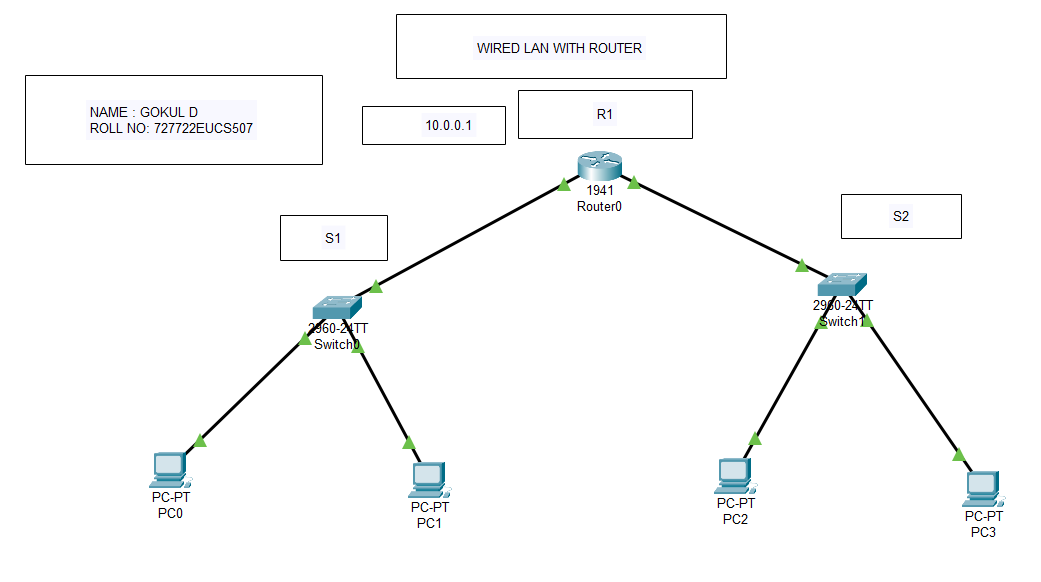 WIRED LAN WITH ROUTER
NAME : GOKUL D
ROLL NO: 727722EUCS507
10.0.0.1
R1
1941
Router0
S1
S2
2960-24TT
Switch0
2960-24TT
Switch1
PC-PT
PC0
PC-PT
PC1
PC-PT
PC2
PC-PT
PC3